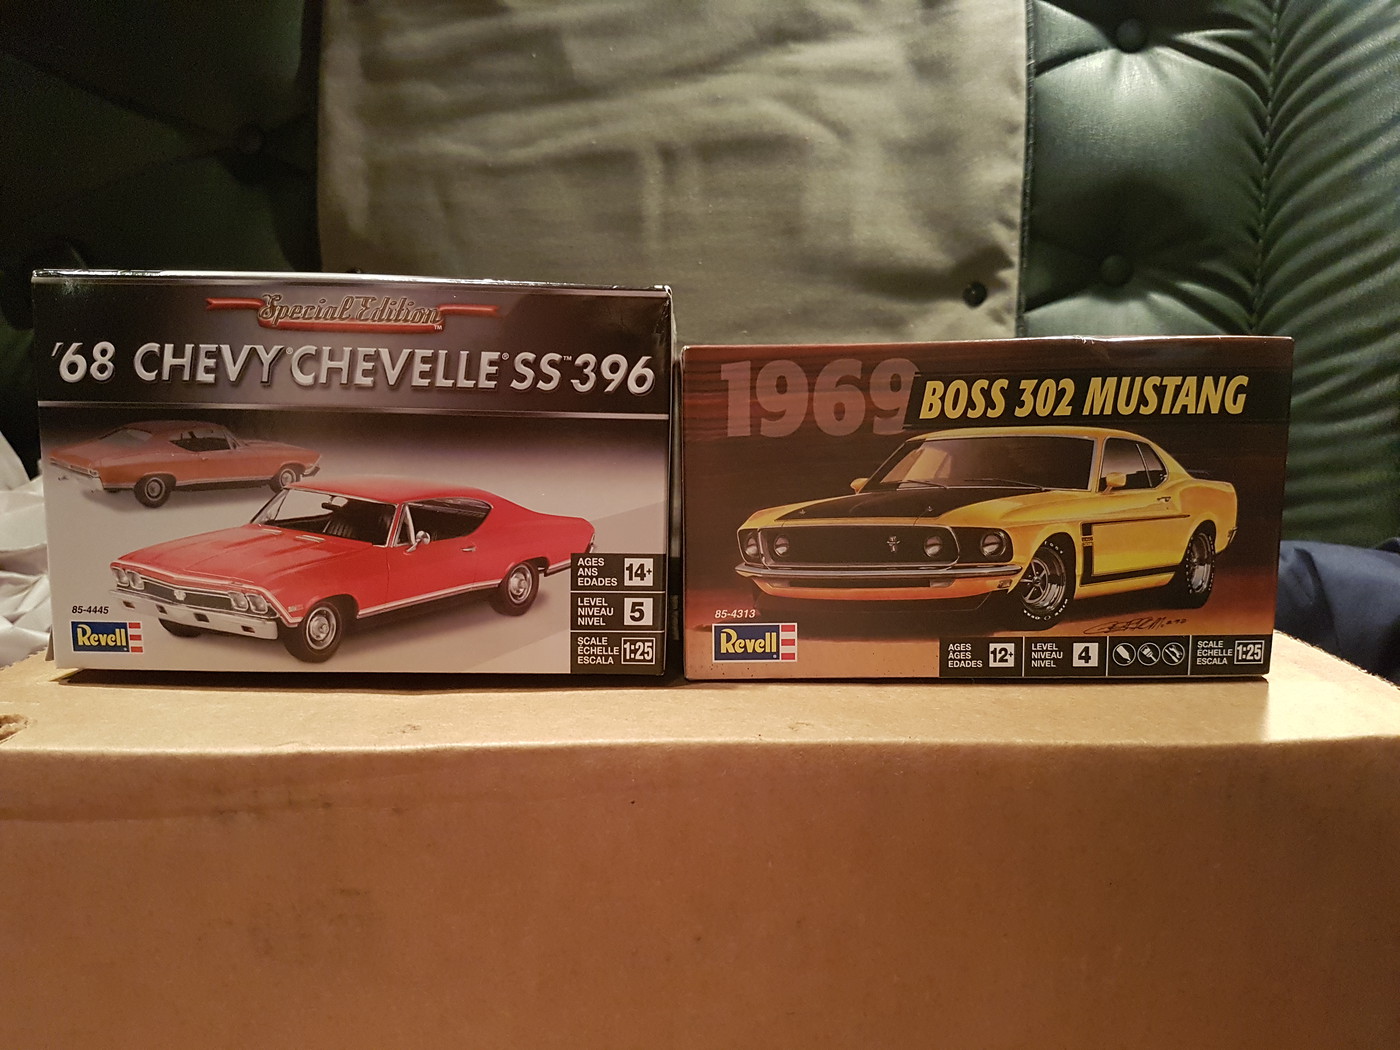 Special Edition™
'68 CHEVY® CHEVELLE® SS™ 396
AGES
ANS
EDADES
14+
LEVEL
NIVEAU
NIVEL
5
SCALE
ÉCHELLE
ESCALA
1:25
85-4445
Revell
1969 BOSS 302 MUSTANG
85-4313
Revell
AGES
ÂGES
EDADES
12+
LEVEL
NIVEAU
NIVEL
4
SCALE
ÉCHELLE
ESCALA
1:25